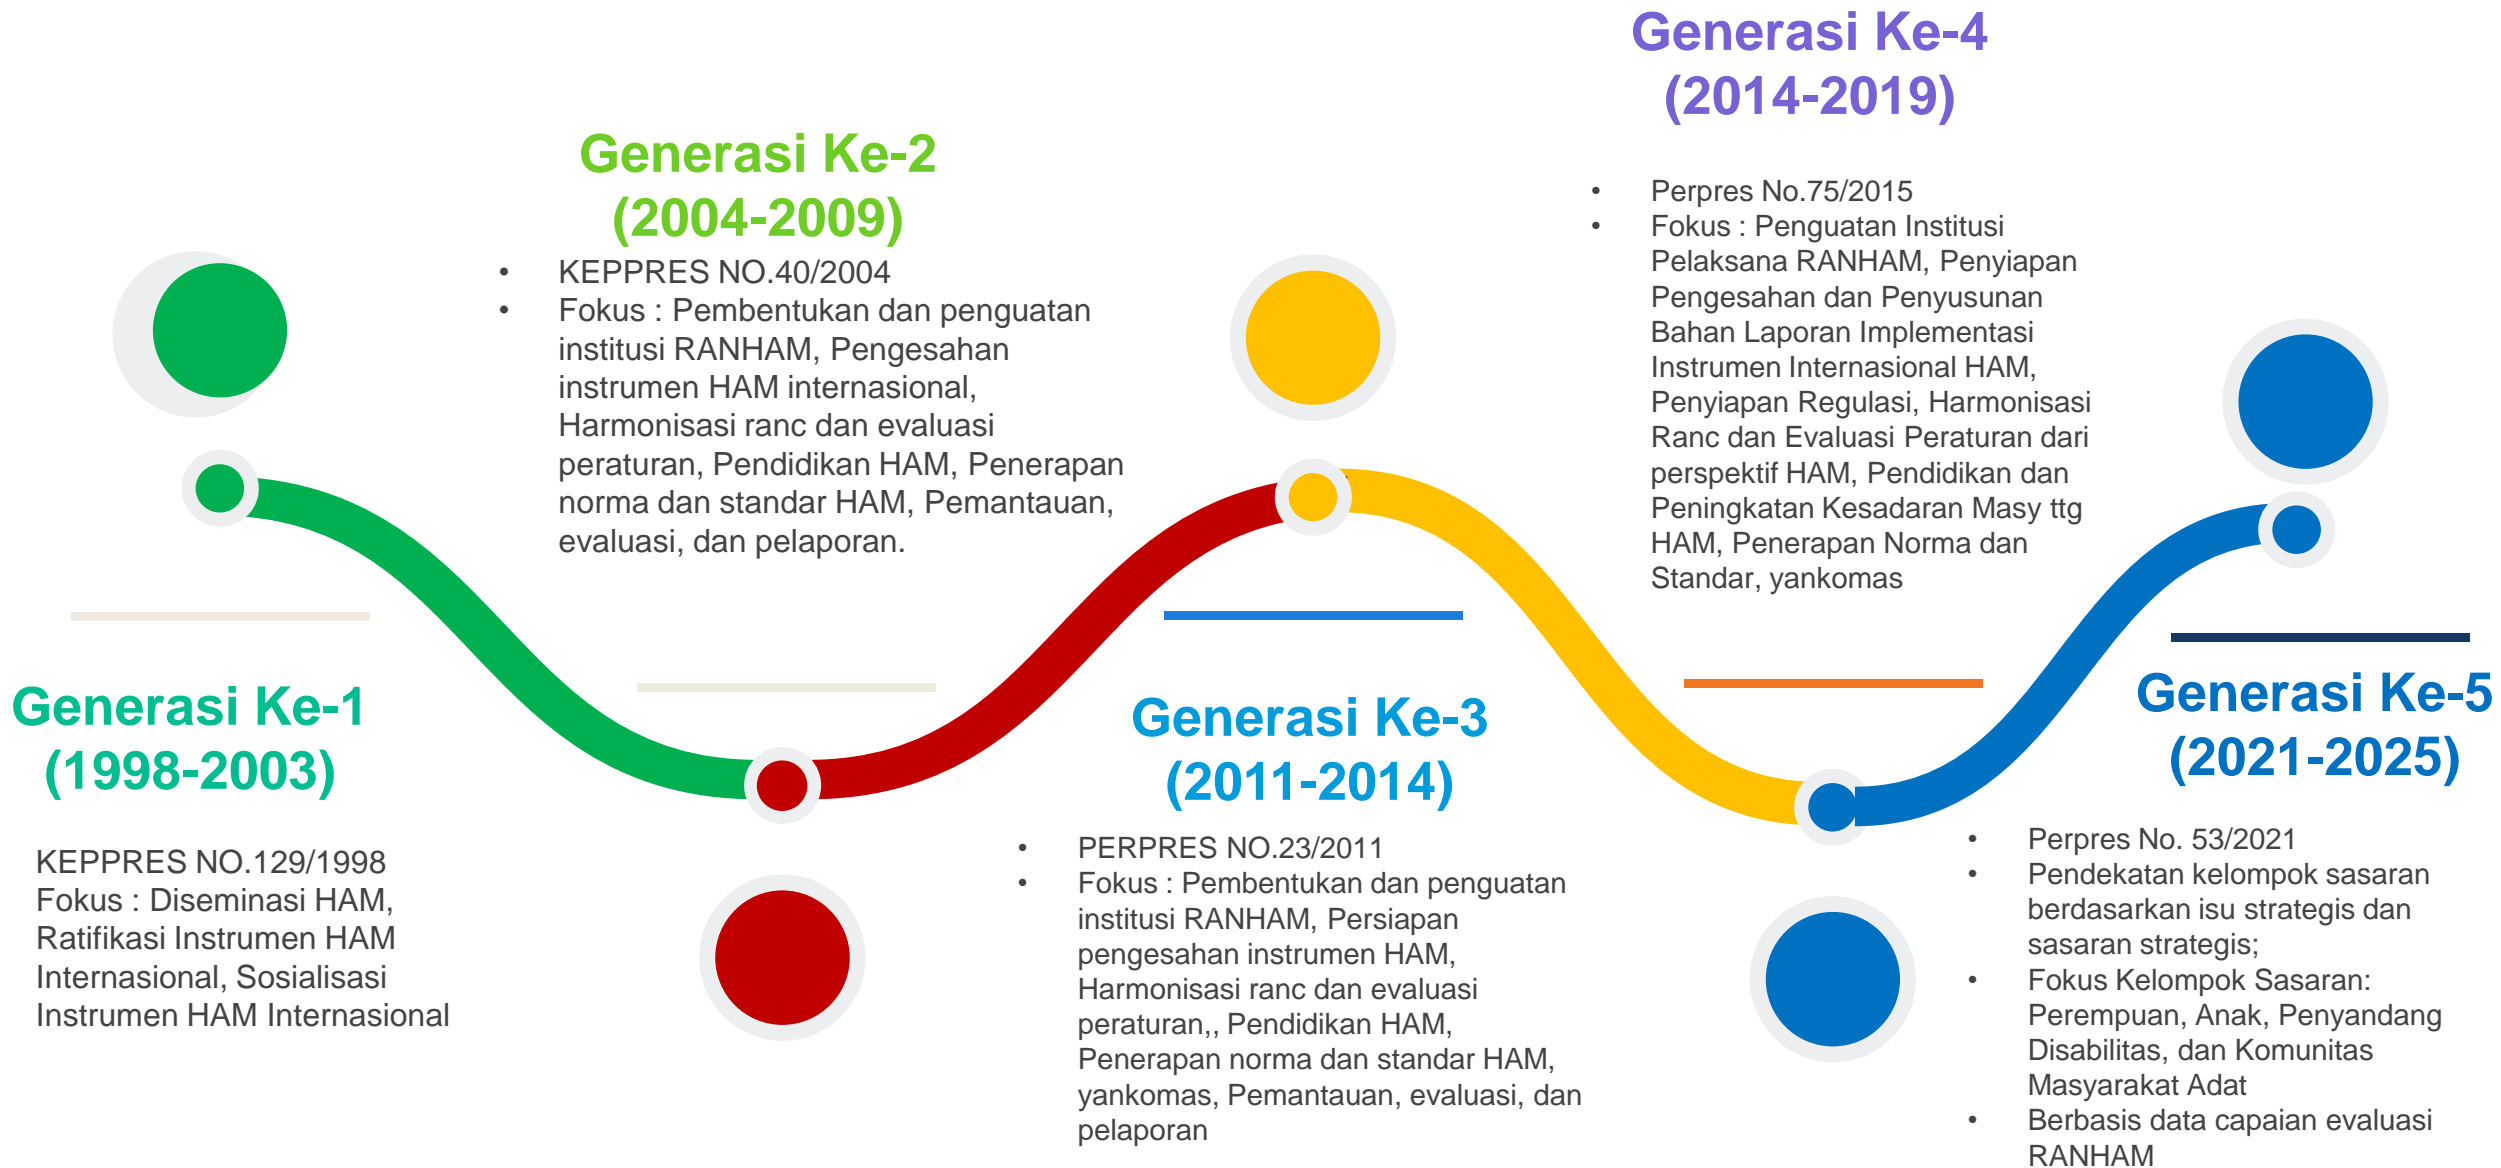 Generasi Ke-1
(1998-2003)
KEPPRES NO.129/1998
Fokus : Diseminasi HAM,
Ratifikasi Instrumen HAM
Internasional, Sosialisasi
Instrumen HAM Internasional
Generasi Ke-2
(2004-2009)
• KEPPRES NO.40/2004
• Fokus : Pembentukan dan penguatan
institusi RANHAM, Pengesahan
instrumen HAM internasional,
Harmonisasi ranc dan evaluasi
peraturan, Pendidikan HAM, Penerapan
norma dan standar HAM, Pemantauan,
evaluasi, dan pelaporan.
Generasi Ke-3
(2011-2014)
• PERPRES NO.23/2011
• Fokus : Pembentukan dan penguatan
institusi RANHAM, Persiapan
pengesahan instrumen HAM,
Harmonisasi ranc dan evaluasi
peraturan,, Pendidikan HAM,
Penerapan norma dan standar HAM,
yankomas, Pemantauan, evaluasi, dan
pelaporan
Generasi Ke-4
(2014-2019)
• Perpres No.75/2015
• Fokus : Penguatan Institusi
Pelaksana RANHAM, Penyiapan
Pengesahan dan Penyusunan
Bahan Laporan Implementasi
Instrumen Internasional HAM,
Penyiapan Regulasi, Harmonisasi
Ranc dan Evaluasi Peraturan dari
perspektif HAM, Pendidikan dan
Peningkatan Kesadaran Masy ttg
HAM, Penerapan Norma dan
Standar, yankomas
Generasi Ke-5
(2021-2025)
• Perpres No. 53/2021
• Pendekatan kelompok sasaran
berdasarkan isu strategis dan
sasaran strategis;
• Fokus Kelompok Sasaran:
Perempuan, Anak, Penyandang
Disabilitas, dan Komunitas
Masyarakat Adat
• Berbasis data capaian evaluasi
RANHAM